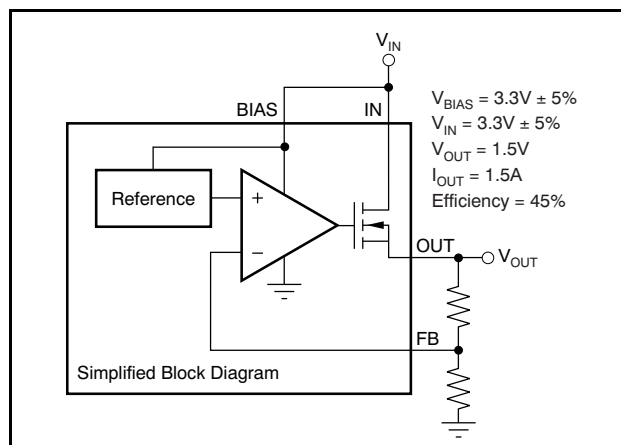 V_IN
BIAS
IN
V_BIAS = 3.3V ± 5%
V_IN = 3.3V ± 5%
V_OUT = 1.5V
I_OUT = 1.5A
Efficiency = 45%
Reference
+
−
OUT
V_OUT
FB
Simplified Block Diagram